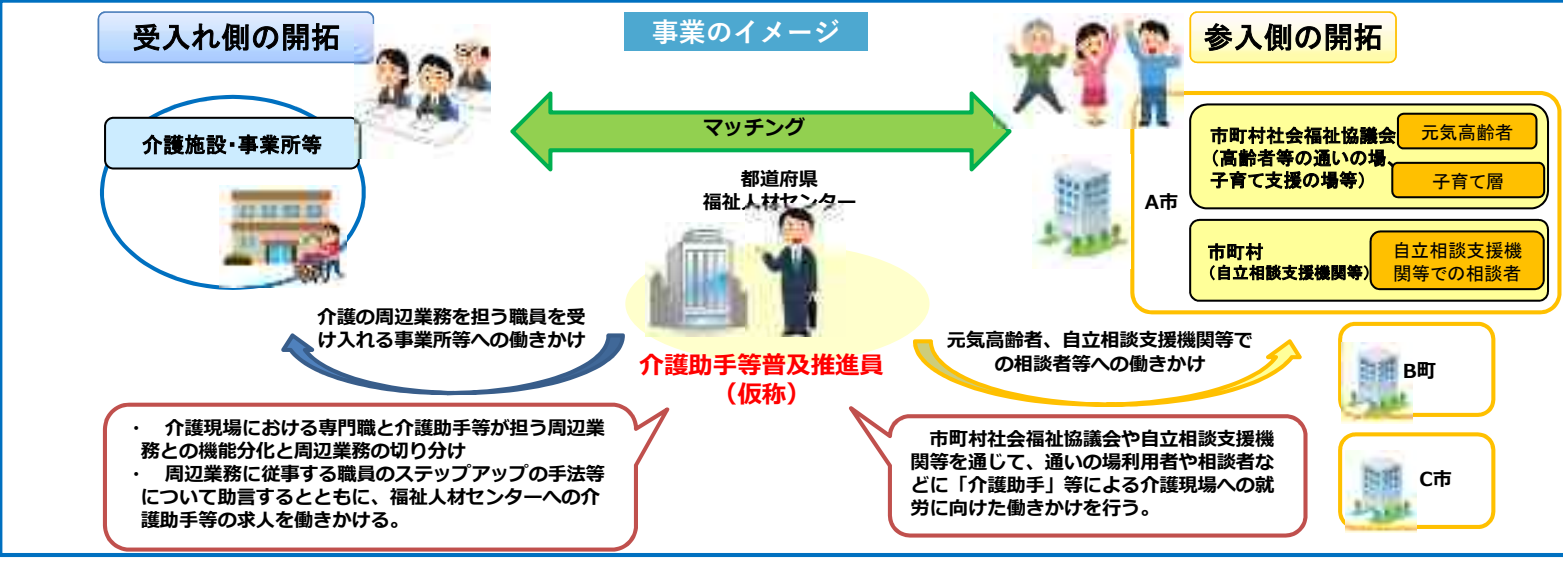 事業のイメージ
受入れ側の開拓
介護施設・事業所等
マッチング
都道府県
福祉人材センター
介護助手等普及推進員
（仮称）
介護の周辺業務を担う職員を受
け入れる事業所等への働きかけ
・　介護現場における専門職と介護助手等が担う周辺業
務との機能分化と周辺業務の切り分け
・　周辺業務に従事する職員のステップアップの手法等
について助言するとともに、福祉人材センターへの介
護助手等の求人を働きかける。
参入側の開拓
A市
市町村社会福祉協議会
（高齢者等の通いの場、
子育て支援の場等）
元気高齢者
子育て層
市町村
（自立相談支援機関等）
自立相談支援機
関等での相談者
元気高齢者、自立相談支援機関等で
の相談者等への働きかけ
市町村社会福祉協議会や自立相談支援機
関等を通じて、通いの場利用者や相談者な
どに「介護助手」等による介護現場への就
労に向けた働きかけを行う。
B町
C市